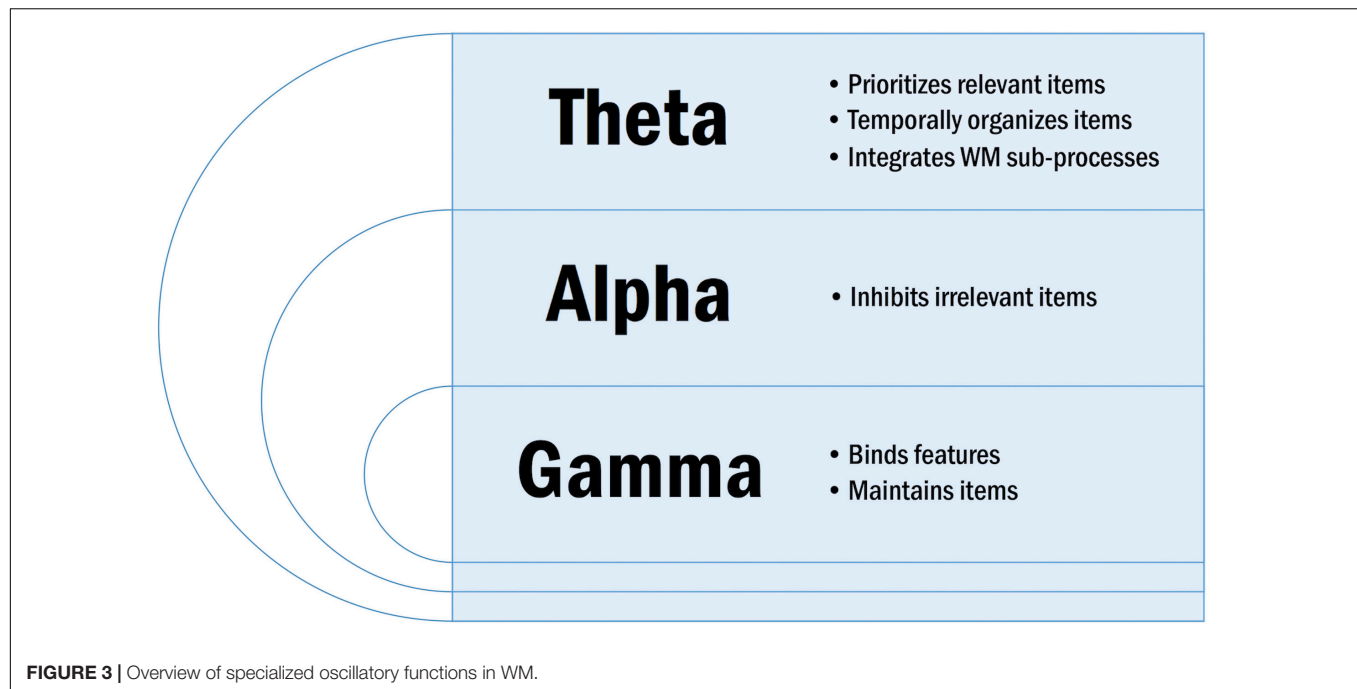 Theta
• Prioritizes relevant items
• Temporally organizes items
• Integrates WM sub-processes
Alpha
• Inhibits irrelevant items
Gamma
• Binds features
• Maintains items
FIGURE 3 | Overview of specialized oscillatory functions in WM.